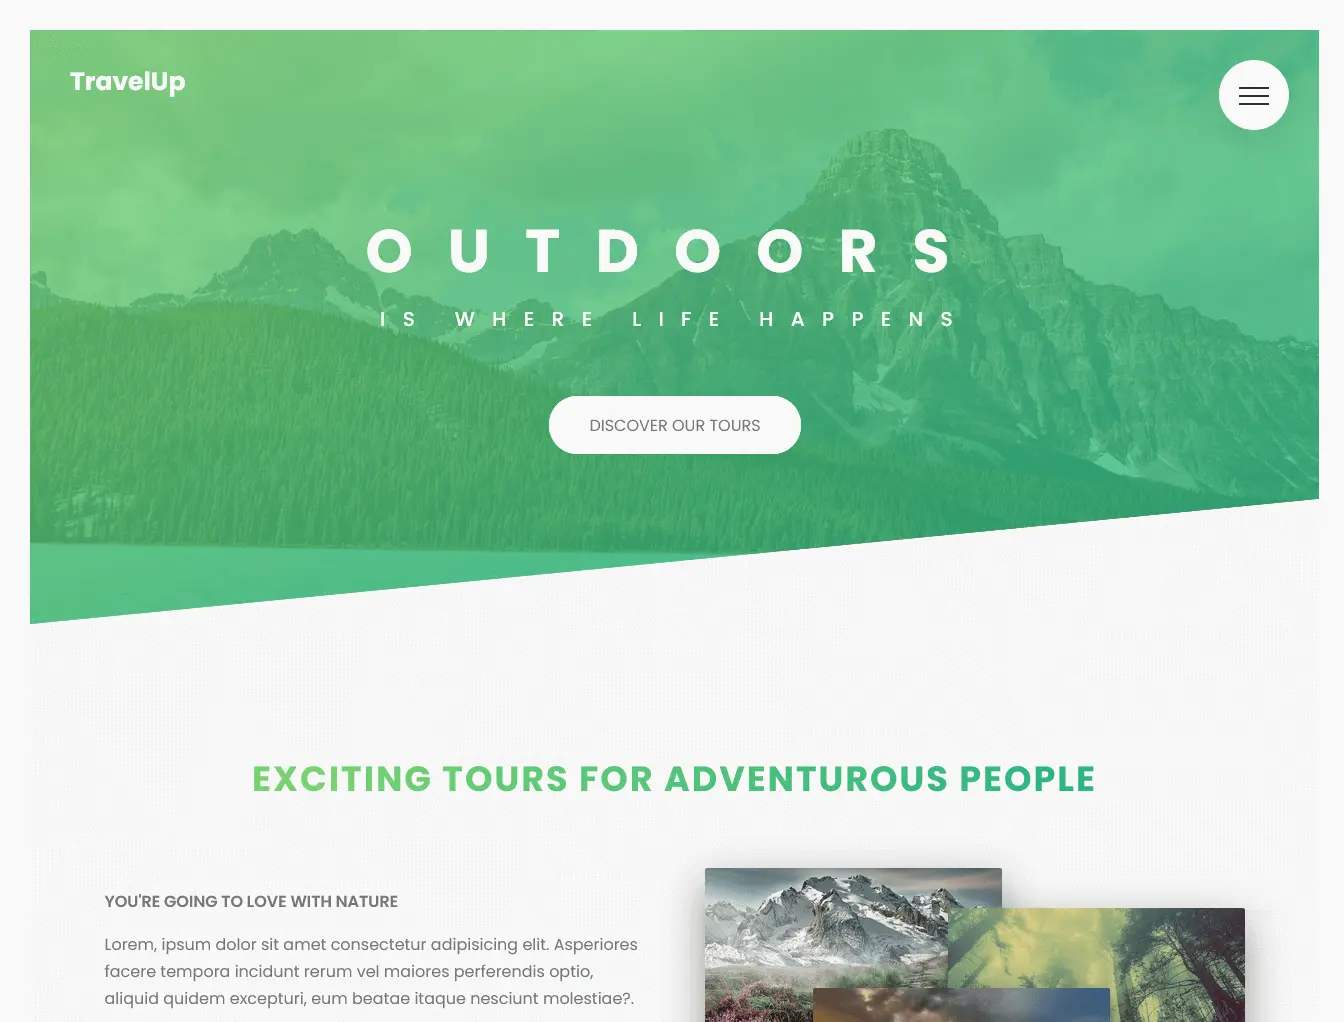 TravelUp
OUTDOORS
IS WHERE LIFE HAPPENS
DISCOVER OUR TOURS
EXCITING TOURS FOR ADVENTUROUS PEOPLE
YOU'RE GOING TO LOVE WITH NATURE
Lorem, ipsum dolor sit amet consectetur adipisicing elit. Asperiores
facere tempora incidunt rerum vel maiores perferendis optio,
aliquid quidem excepturi, eum beatae itaque nesciunt molestiae?.